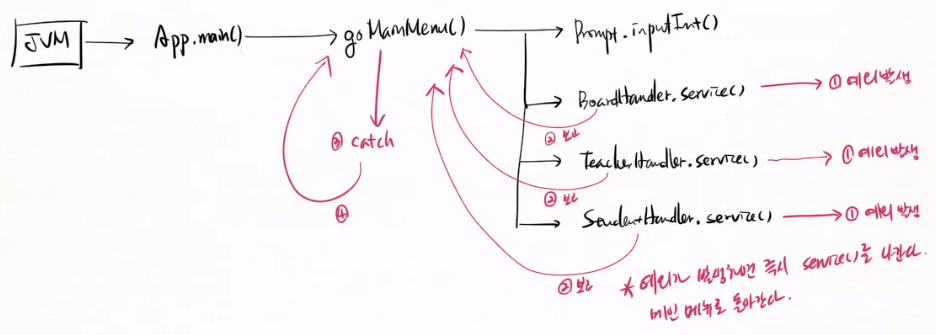 JVM
App.main()
goMainMenu()
Prompt.inputInt()
BoardHandler.service()
① 예외 발생
② 보고
③ catch
TeacherHandler.service()
① 예외 발생
② 보고
④
StudentHandler.service()
① 예외 발생
② 보고
* 예외가 발생하면 즉시 service()를 나간다.
메인 메뉴로 돌아간다.